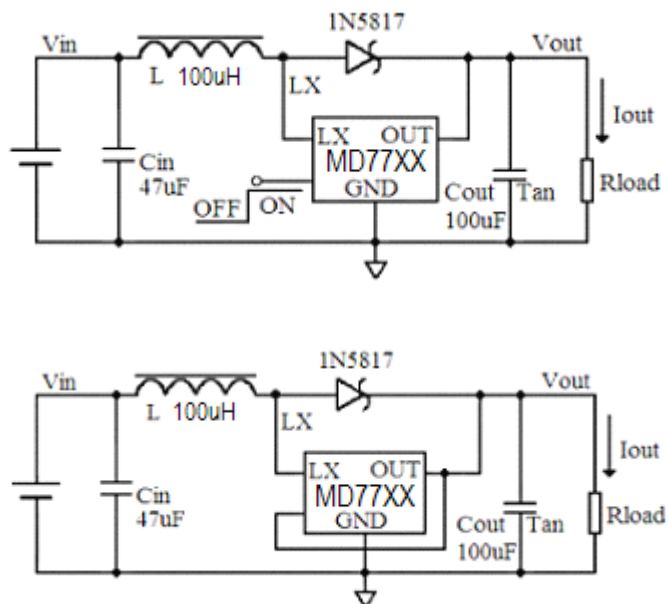 1N5817
Vin
Vout
L 100uH
LX
Iout
LX OUT
MD77XX
GND
Cin
47uF
OFF ON
Cout Tan
100uF
Rload
1N5817
Vin
Vout
L 100uH
LX
Iout
LX OUT
MD77XX
GND
Cin
47uF
Cout Tan
100uF
Rload